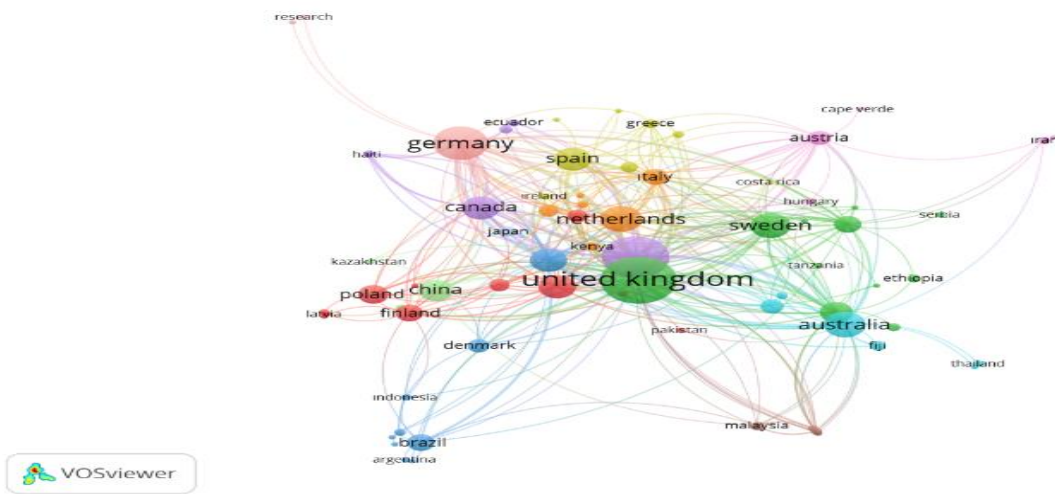 research
cape verde
ecuador
greece
austria
germany
iran
haiti
spain
italy
costa rica
ireland
hungary
canada
netherlands
serbia
sweden
japan
kenya
kazakhstan
tanzania
united kingdom
ethiopia
china
poland
latvia
finland
australia
pakistan
denmark
fiji
thailand
indonesia
malaysia
brazil
argentina
VOSviewer